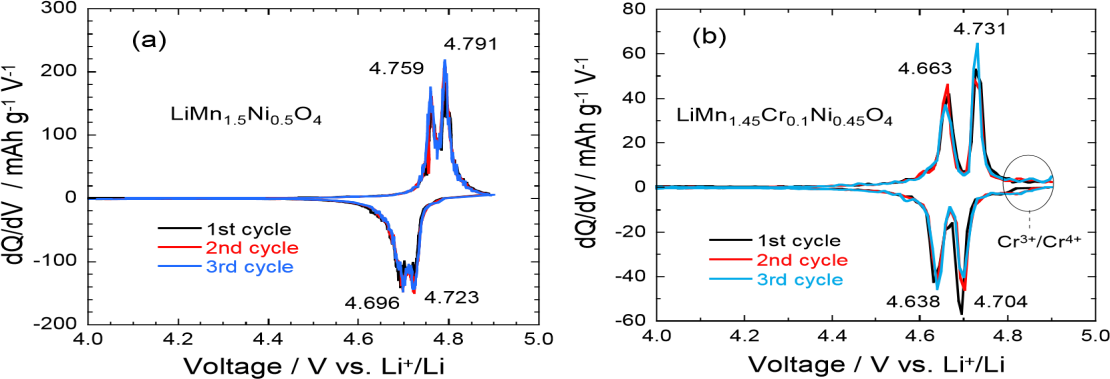 (a)
300
200
100
0
-100
-200
dQ/dV / mAh g⁻¹ V⁻¹
4.791
4.759
LiMn₁.₅Ni₀.₅O₄
1st cycle
2nd cycle
3rd cycle
4.696
4.723
4.0 4.2 4.4 4.6 4.8 5.0
Voltage / V vs. Li⁺/Li
(b)
80
60
40
20
0
-20
-40
-60
dQ/dV / mAh g⁻¹ V⁻¹
4.731
4.663
LiMn₁.₄₅Cr₀.₁Ni₀.₄₅O₄
Cr³⁺/Cr⁴⁺
1st cycle
2nd cycle
3rd cycle
4.638
4.704
4.0 4.2 4.4 4.6 4.8 5.0
Voltage / V vs. Li⁺/Li